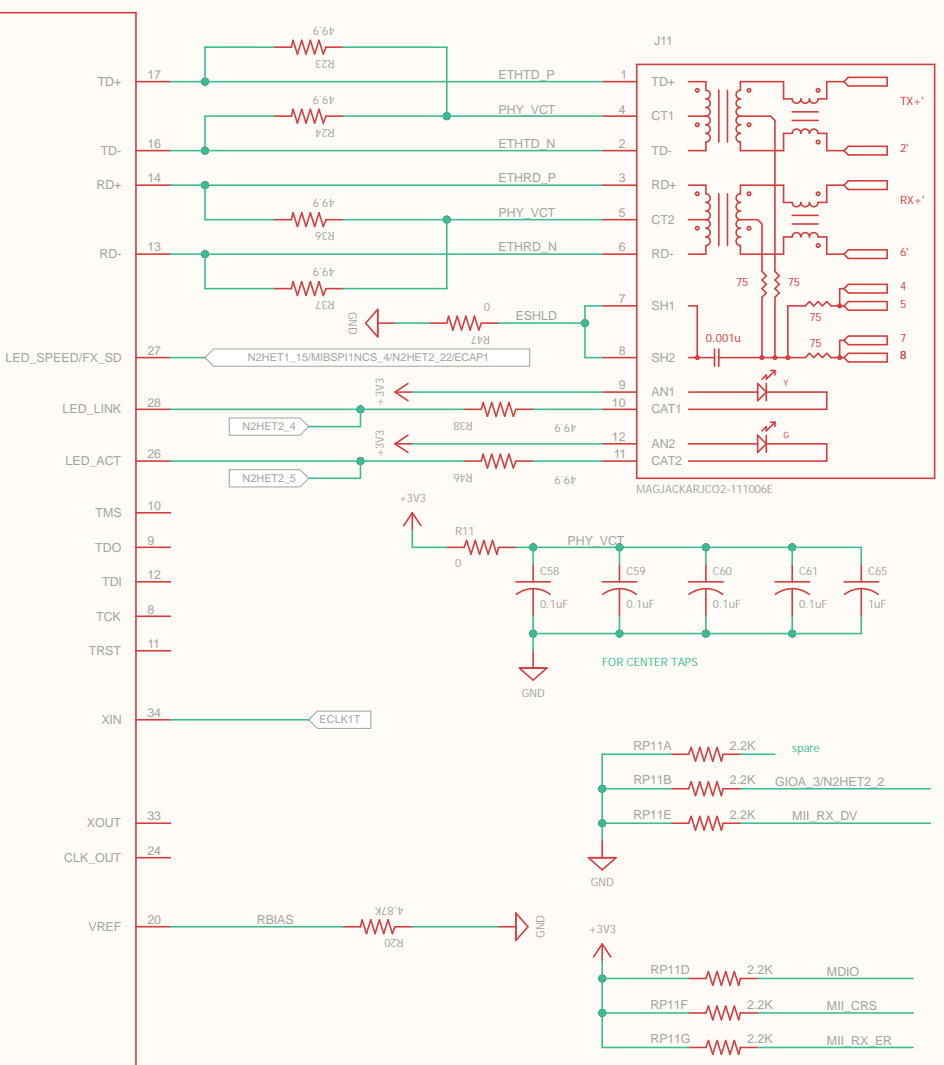 49.9
R23
J11
TD+ 17 ETHTD_P 1 TD+
TX+'
49.9
PHY_VCT 4 CT1
R24
TD- 16 ETHTD_N 2 TD- 2'
RD+ 14 ETHRD_P 3 RD+
RX+'
49.9
PHY_VCT 5 CT2
R36
RD- 13 ETHRD_N 6 RD- 6'
49.9
R37
75 75
4
0 7 SH1 5
GND ESHLD
75
R47
0.001u 75 7
LED_SPEED/FX_SD 27 N2HET1_15/MIBSPI1NCS_4/N2HET2_22/ECAP1 8 SH2 8
+3V3 9 AN1 Y
LED_LINK 28 10 CAT1
N2HET2_4 R38 49.9
+3V3 12 AN2 G
LED_ACT 26 11 CAT2
N2HET2_5 R46 49.9
MAGJACKARJCO2-111006E
+3V3
TMS 10
R11
PHY_VCT
TDO 9
0
C58 C59 C60 C61 C65
TDI 12
0.1uF 0.1uF 0.1uF 0.1uF 1uF
TCK 8
TRST 11
FOR CENTER TAPS
GND
XIN 34 ECLK1T
RP11A 2.2K spare
RP11B 2.2K GIOA_3/N2HET2_2
RP11E 2.2K MII_RX_DV
XOUT 33
CLK_OUT 24
GND
4.87K
VREF 20 RBIAS GND
R20
+3V3
RP11D 2.2K MDIO
RP11F 2.2K MII_CRS
RP11G 2.2K MII_RX_ER